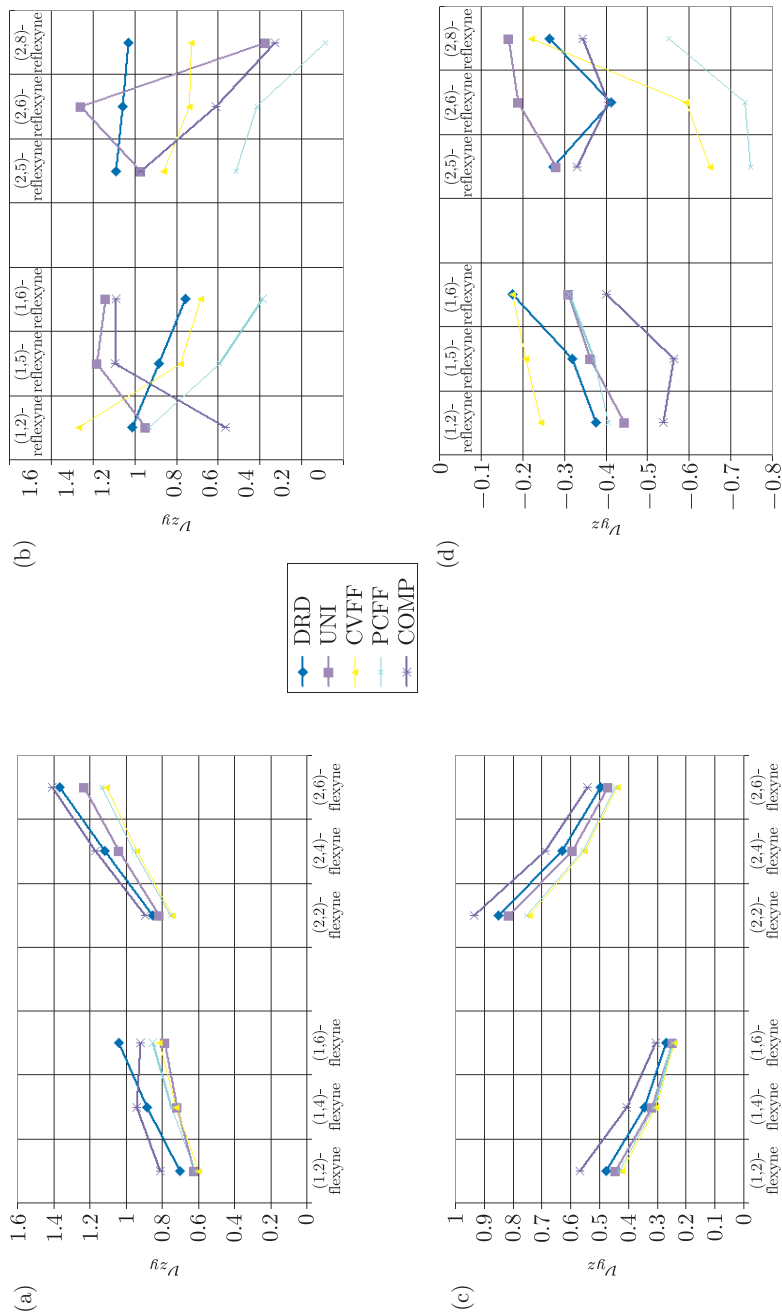 (a)
1.6
1.4
1.2
1
0.8
0.6
0.4
0.2
0
νzy
(1,2)-
flexyne
(1,4)-
flexyne
(1,6)-
flexyne
(2,2)-
flexyne
(2,4)-
flexyne
(2,6)-
flexyne
(b)
(1,2)-
reflexyne
(1,5)-
reflexyne
(1,6)-
reflexyne
(2,5)-
reflexyne
(2,6)-
reflexyne
(2,8)-
reflexyne
1.6
1.4
1.2
1
0.8
0.6
0.4
0.2
0
νzy
DRD
UNI
CVFF
PCFF
COMP
(c)
1
0.9
0.8
0.7
0.6
0.5
0.4
0.3
0.2
0.1
0
νyz
(1,2)-
flexyne
(1,4)-
flexyne
(1,6)-
flexyne
(2,2)-
flexyne
(2,4)-
flexyne
(2,6)-
flexyne
(d)
(1,2)-
reflexyne
(1,5)-
reflexyne
(1,6)-
reflexyne
(2,5)-
reflexyne
(2,6)-
reflexyne
(2,8)-
reflexyne
0
−0.1
−0.2
−0.3
−0.4
−0.5
−0.6
−0.7
−0.8
νyz